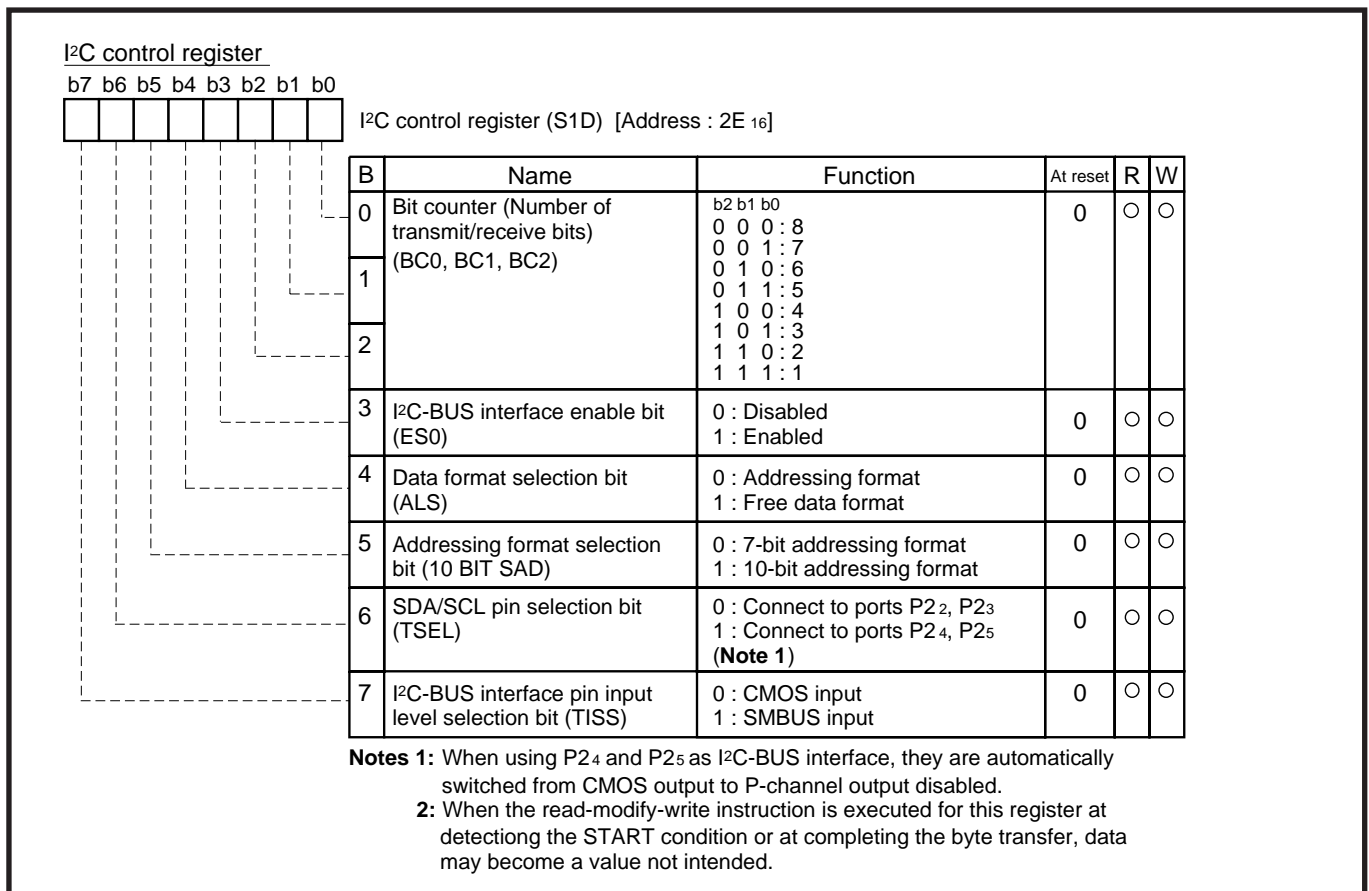 I²C control register
b7 b6 b5 b4 b3 b2 b1 b0
I²C control register (S1D) [Address : 2E 16]
B Name Function At reset R W
0 Bit counter (Number of transmit/receive bits) (BC0, BC1, BC2) b2 b1 b0 0 ○ ○
0 0 0 : 8
0 0 1 : 7
0 1 0 : 6
1 0 1 1 : 5
1 0 0 : 4
1 0 1 : 3
2 1 1 0 : 2
1 1 1 : 1
3 I²C-BUS interface enable bit 0 : Disabled 0 ○ ○
(ES0) 1 : Enabled
4 Data format selection bit 0 : Addressing format 0 ○ ○
(ALS) 1 : Free data format
5 Addressing format selection 0 : 7-bit addressing format 0 ○ ○
bit (10 BIT SAD) 1 : 10-bit addressing format
6 SDA/SCL pin selection bit 0 : Connect to ports P22, P23 0 ○ ○
(TSEL) 1 : Connect to ports P24, P25
(Note 1)
7 I²C-BUS interface pin input 0 : CMOS input 0 ○ ○
level selection bit (TISS) 1 : SMBUS input
Notes 1: When using P24 and P25 as I²C-BUS interface, they are automatically
switched from CMOS output to P-channel output disabled.
2: When the read-modify-write instruction is executed for this register at
detectiong the START condition or at completing the byte transfer, data
may become a value not intended.